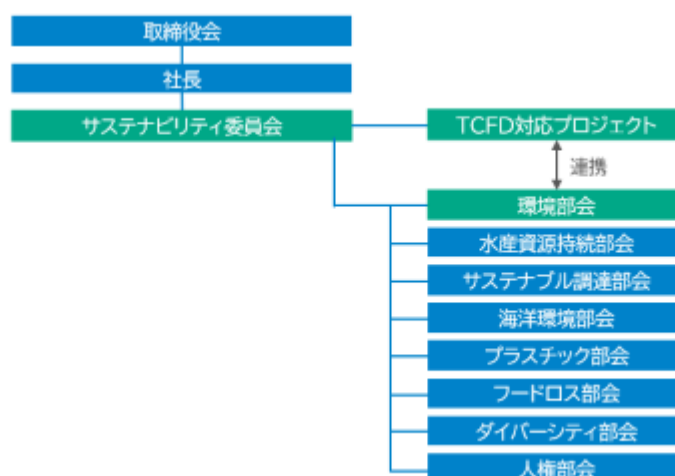 取締役会
社長
サステナビリティ委員会
TCFD対応プロジェクト
連携
環境部会
水産資源持続部会
サステナブル調達部会
海洋環境部会
プラスチック部会
フードロス部会
ダイバーシティ部会
人権部会